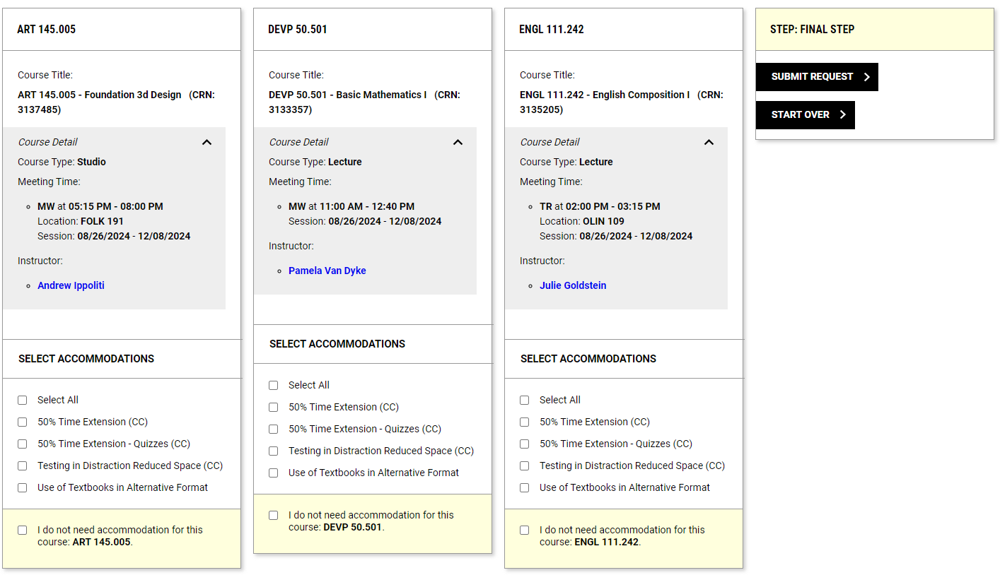 ART 145.005
Course Title:
ART 145.005 - Foundation 3d Design (CRN:
3137485)
Course Detail
Course Type: Studio
Meeting Time:
MW at 05:15 PM - 08:00 PM
Location: FOLK 191
Session: 08/26/2024 - 12/08/2024
Instructor:
Andrew Ippoliti
SELECT ACCOMMODATIONS
Select All
50% Time Extension (CC)
50% Time Extension - Quizzes (CC)
Testing in Distraction Reduced Space (CC)
Use of Textbooks in Alternative Format
I do not need accommodation for this
course: ART 145.005.
DEVP 50.501
Course Title:
DEVP 50.501 - Basic Mathematics I (CRN:
3133357)
Course Detail
Course Type: Lecture
Meeting Time:
MW at 11:00 AM - 12:40 PM
Session: 08/26/2024 - 12/08/2024
Instructor:
Pamela Van Dyke
SELECT ACCOMMODATIONS
Select All
50% Time Extension (CC)
50% Time Extension - Quizzes (CC)
Testing in Distraction Reduced Space (CC)
Use of Textbooks in Alternative Format
I do not need accommodation for this
course: DEVP 50.501.
ENGL 111.242
Course Title:
ENGL 111.242 - English Composition I (CRN:
3135205)
Course Detail
Course Type: Lecture
Meeting Time:
TR at 02:00 PM - 03:15 PM
Location: OLIN 109
Session: 08/26/2024 - 12/08/2024
Instructor:
Julie Goldstein
SELECT ACCOMMODATIONS
Select All
50% Time Extension (CC)
50% Time Extension - Quizzes (CC)
Testing in Distraction Reduced Space (CC)
Use of Textbooks in Alternative Format
I do not need accommodation for this
course: ENGL 111.242.
STEP: FINAL STEP
SUBMIT REQUEST
START OVER